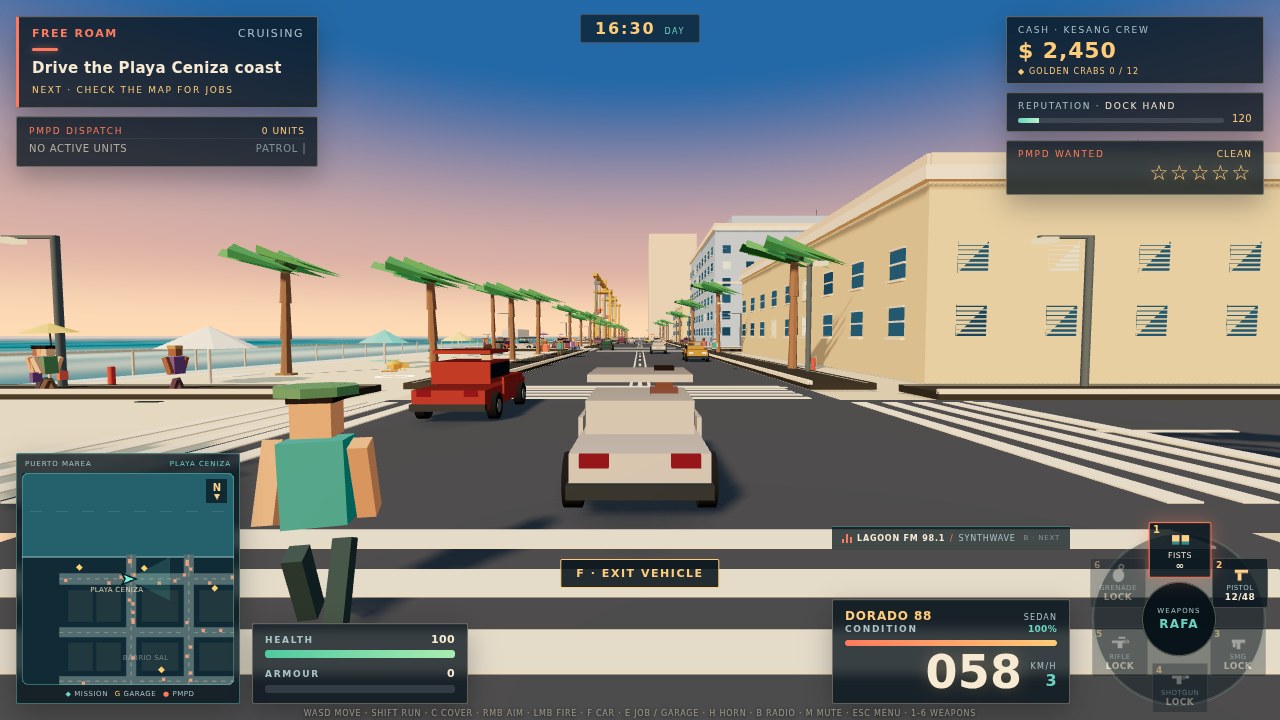 FREE ROAM CRUISING
Drive the Playa Ceniza coast
NEXT · CHECK THE MAP FOR JOBS
PMPD DISPATCH 0 UNITS
NO ACTIVE UNITS PATROL |
16:30 DAY
CASH · KESANG CREW
$ 2,450
◆ GOLDEN CRABS 0 / 12
REPUTATION · DOCK HAND
120
PMPD WANTED CLEAN
☆☆☆☆☆
PUERTO MAREA PLAYA CENIZA
N
▼
PLAYA CENIZA
BARRIO SAL
◆ MISSION G GARAGE ● PMPD
HEALTH 100
ARMOUR 0
F · EXIT VEHICLE
LAGOON FM 98.1 / SYNTHWAVE B · NEXT
DORADO 88 SEDAN
CONDITION 100%
058 KM/H
3
1
FISTS
∞
2
PISTOL
12/48
3
SMG
LOCK
4
SHOTGUN
LOCK
5
RIFLE
LOCK
6
GRENADE
LOCK
WEAPONS
RAFA
WASD MOVE · SHIFT RUN · C COVER · RMB AIM · LMB FIRE · F CAR · E JOB / GARAGE · H HORN · B RADIO · M MUTE · ESC MENU · 1-6 WEAPONS